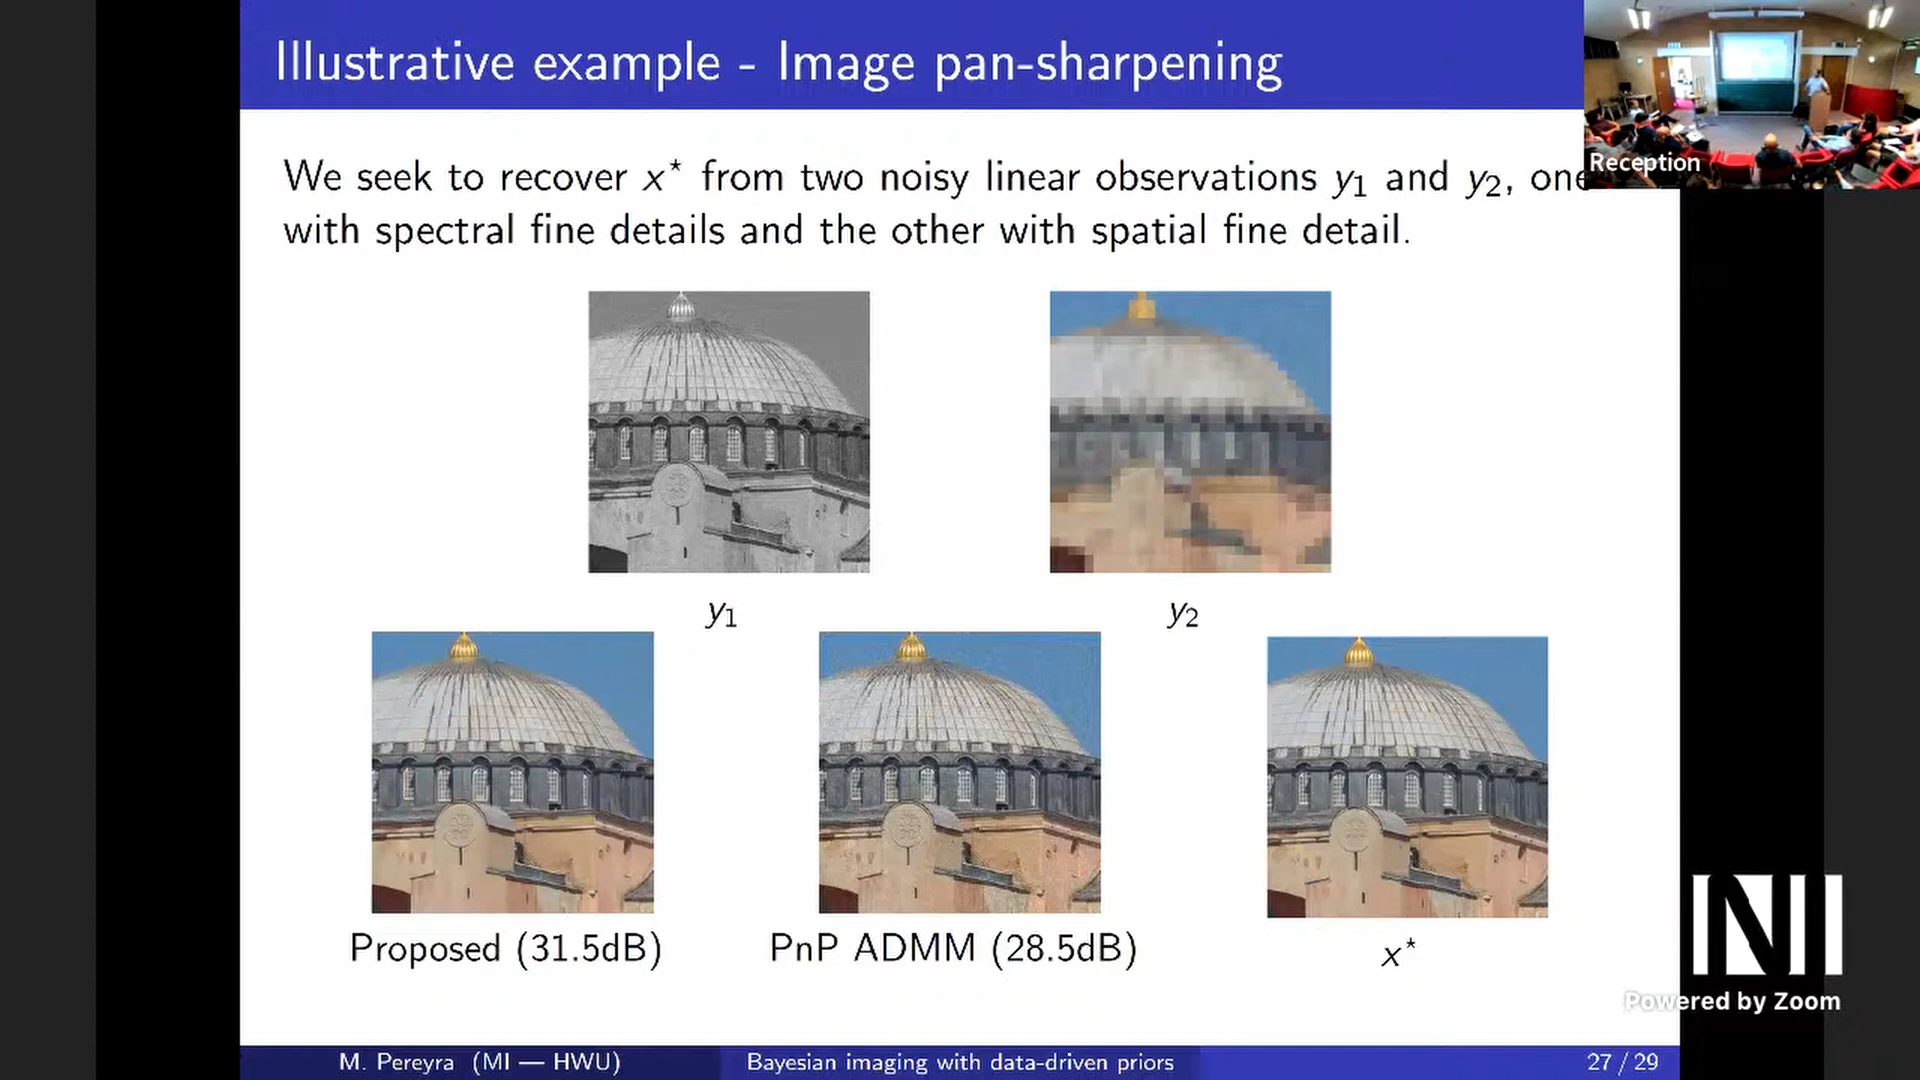 Illustrative example - Image pan-sharpening
Reception
We seek to recover x* from two noisy linear observations y₁ and y₂, one
with spectral fine details and the other with spatial fine detail.
y₁
y₂
Proposed (31.5dB)
PnP ADMM (28.5dB)
x*
NI
Powered by Zoom
M. Pereyra (MI — HWU)
Bayesian imaging with data-driven priors
27 / 29